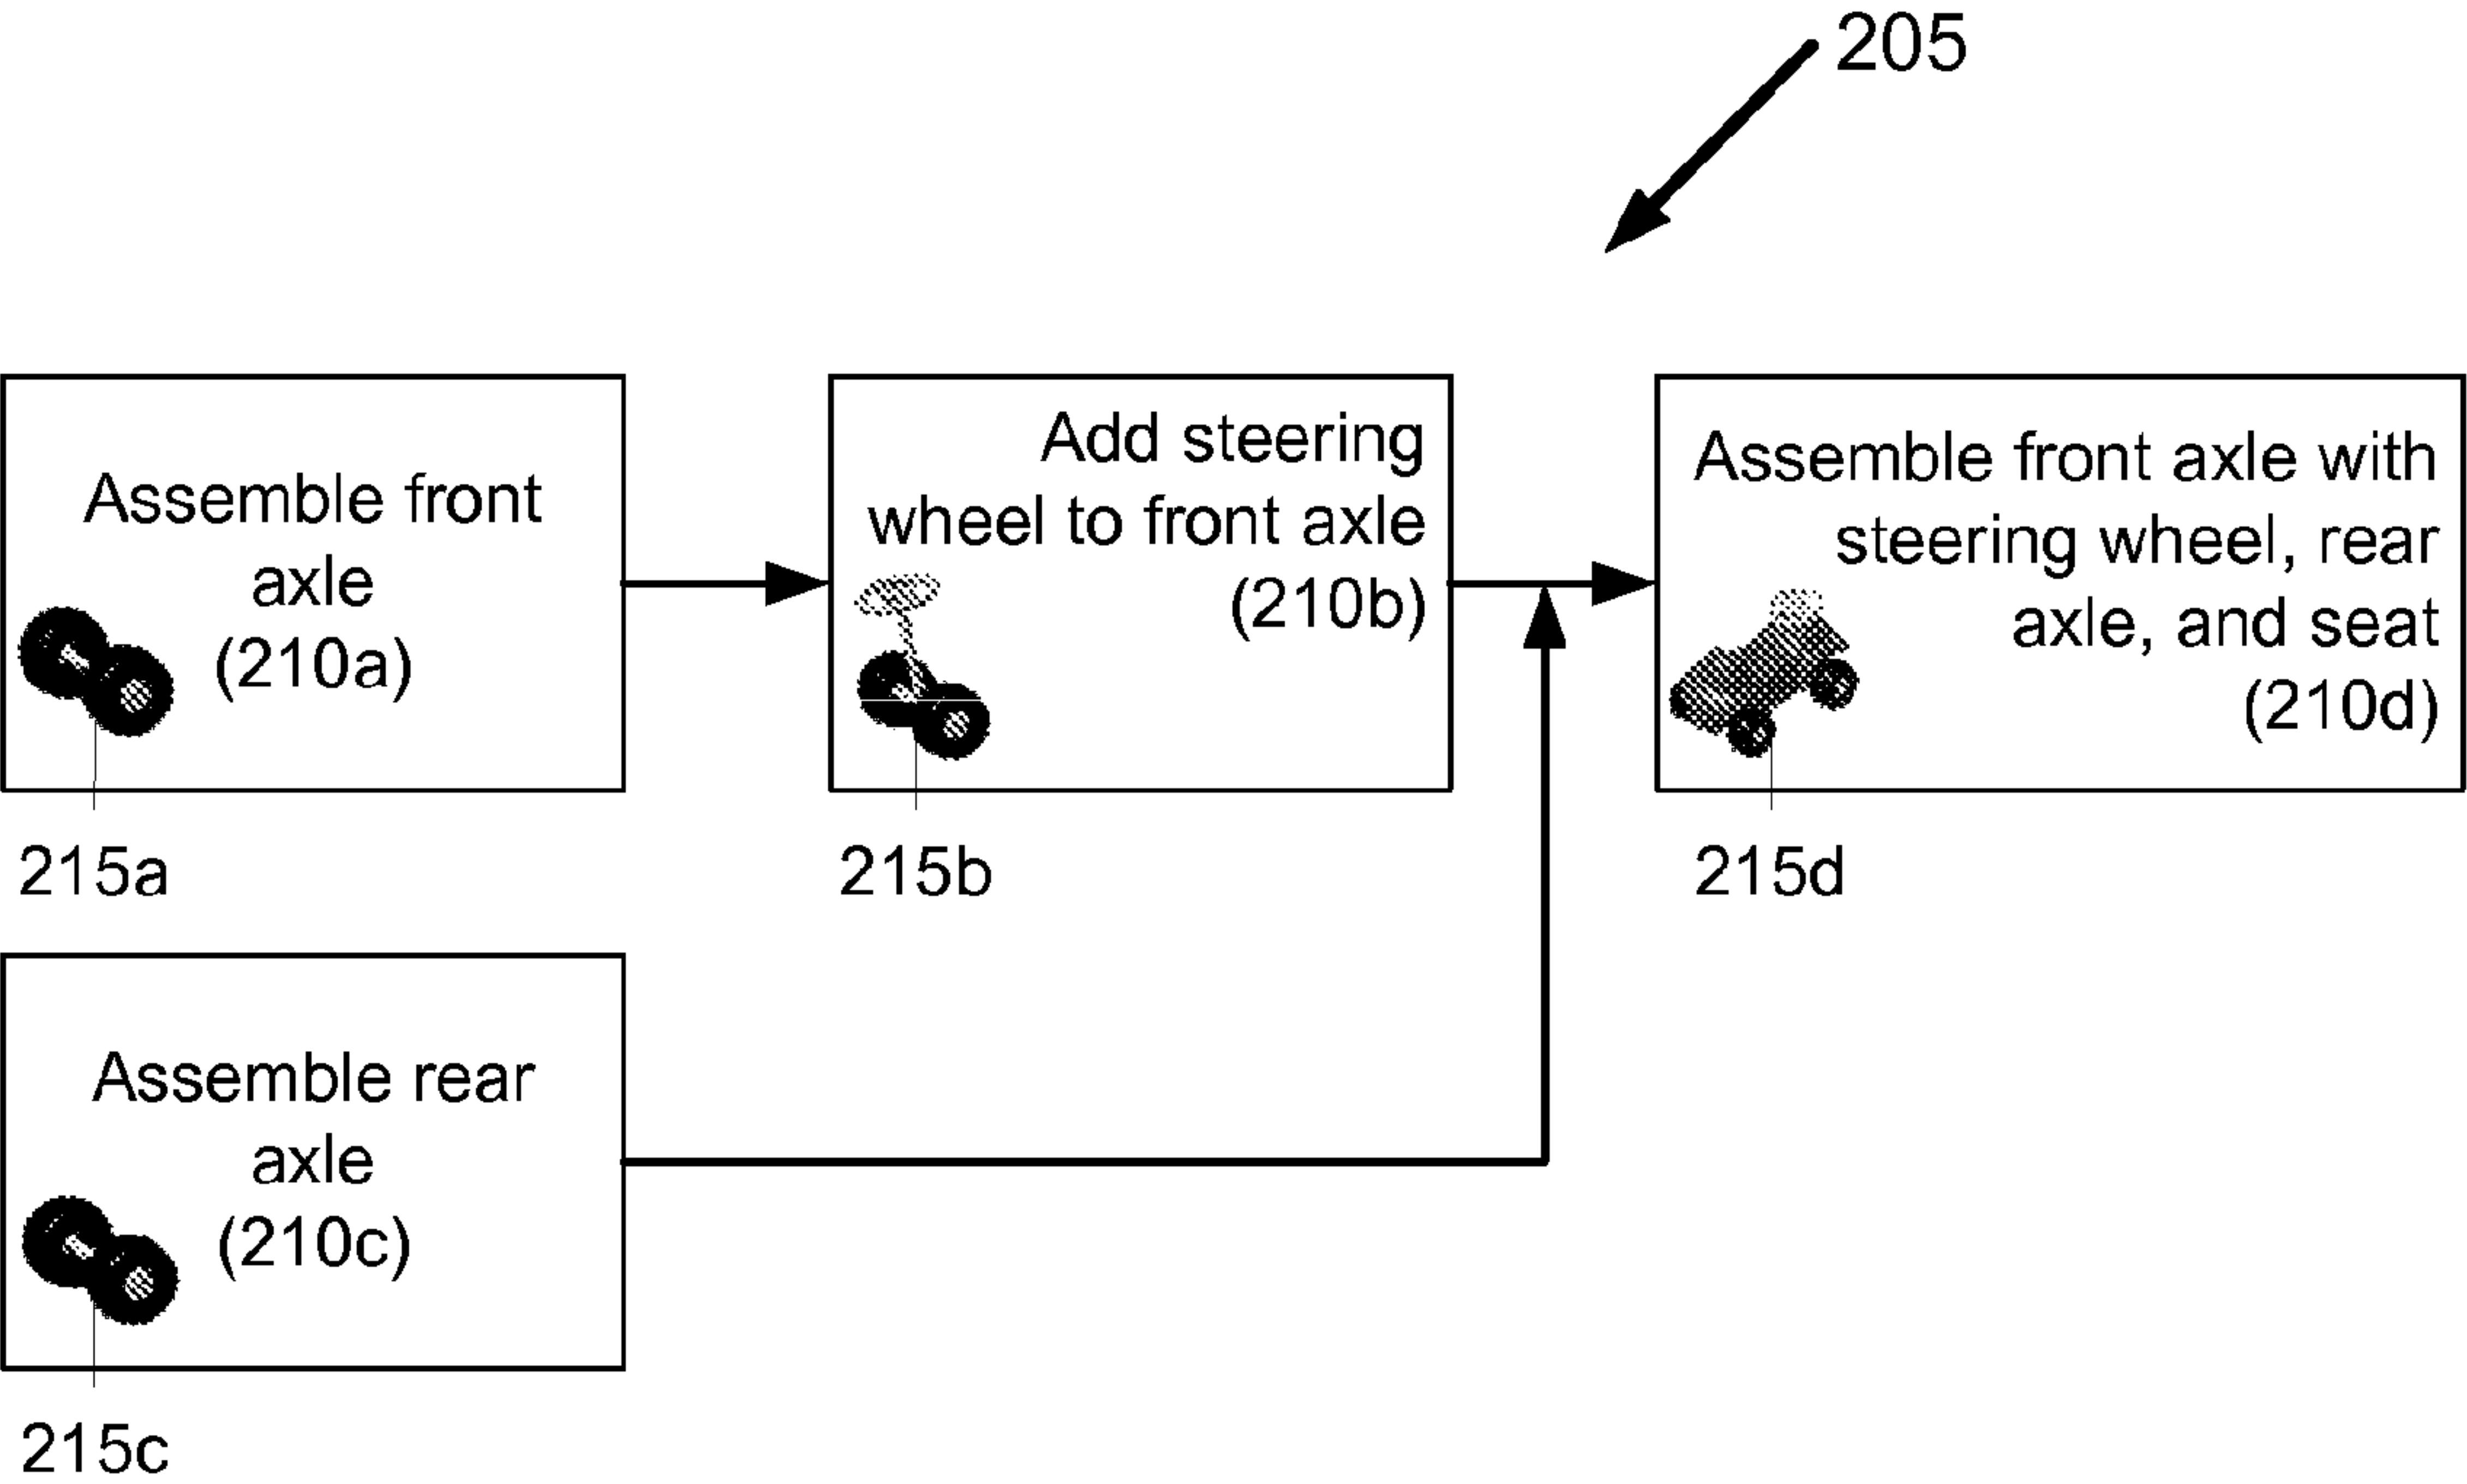 205
Assemble front
axle
(210a)
215a
Add steering
wheel to front axle
(210b)
215b
Assemble front axle with
steering wheel, rear
axle, and seat
(210d)
215d
Assemble rear
axle
(210c)
215c